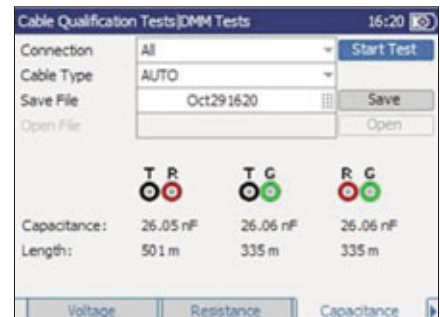 Cable Qualification Tests|DMM Tests 16:20
Connection All Start Test
Cable Type AUTO
Save File Oct291620 Save
Open File Open
T R T G R G
Capacitance: 26.05 nF 26.06 nF 26.06 nF
Length: 501 m 335 m 335 m
Voltage Resistance Capacitance